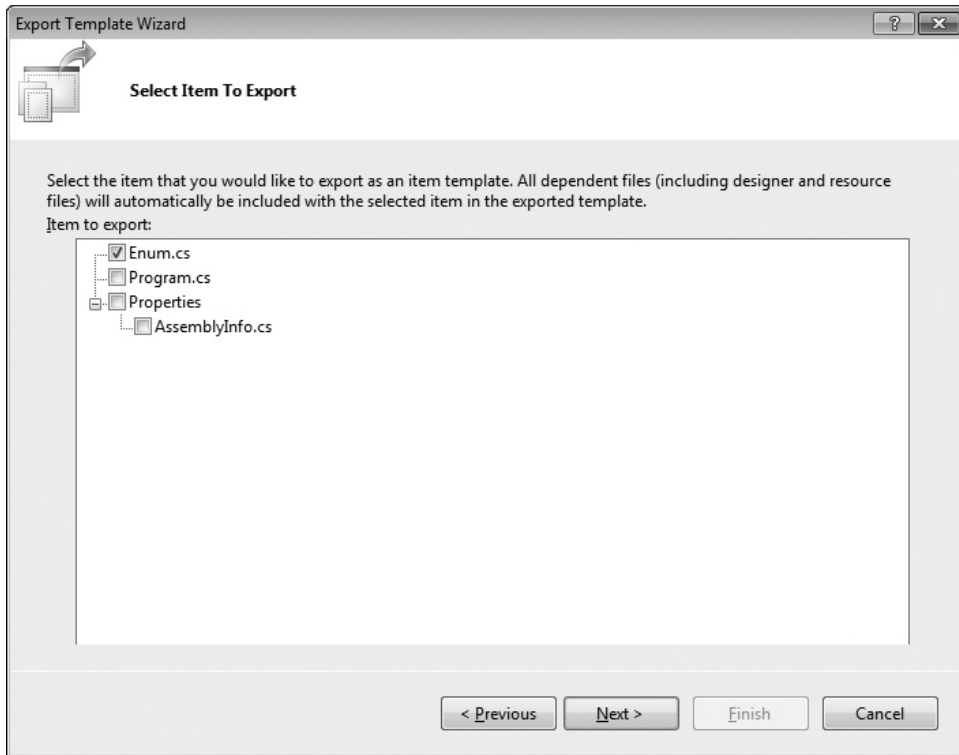 Export Template Wizard
Select Item To Export
Select the item that you would like to export as an item template. All dependent files (including designer and resource
files) will automatically be included with the selected item in the exported template.
Item to export:
Enum.cs
Program.cs
Properties
AssemblyInfo.cs
< Previous
Next >
Finish
Cancel